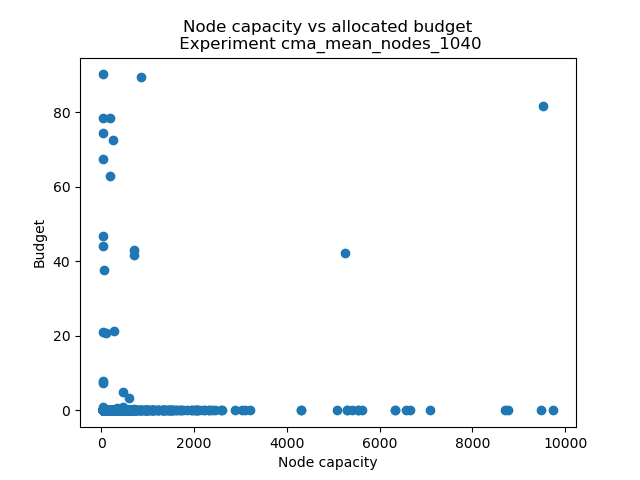 Node capacity vs allocated budget
Experiment cma_mean_nodes_1040
80
60
40
20
0
Budget
0 2000 4000 6000 8000 10000
Node capacity